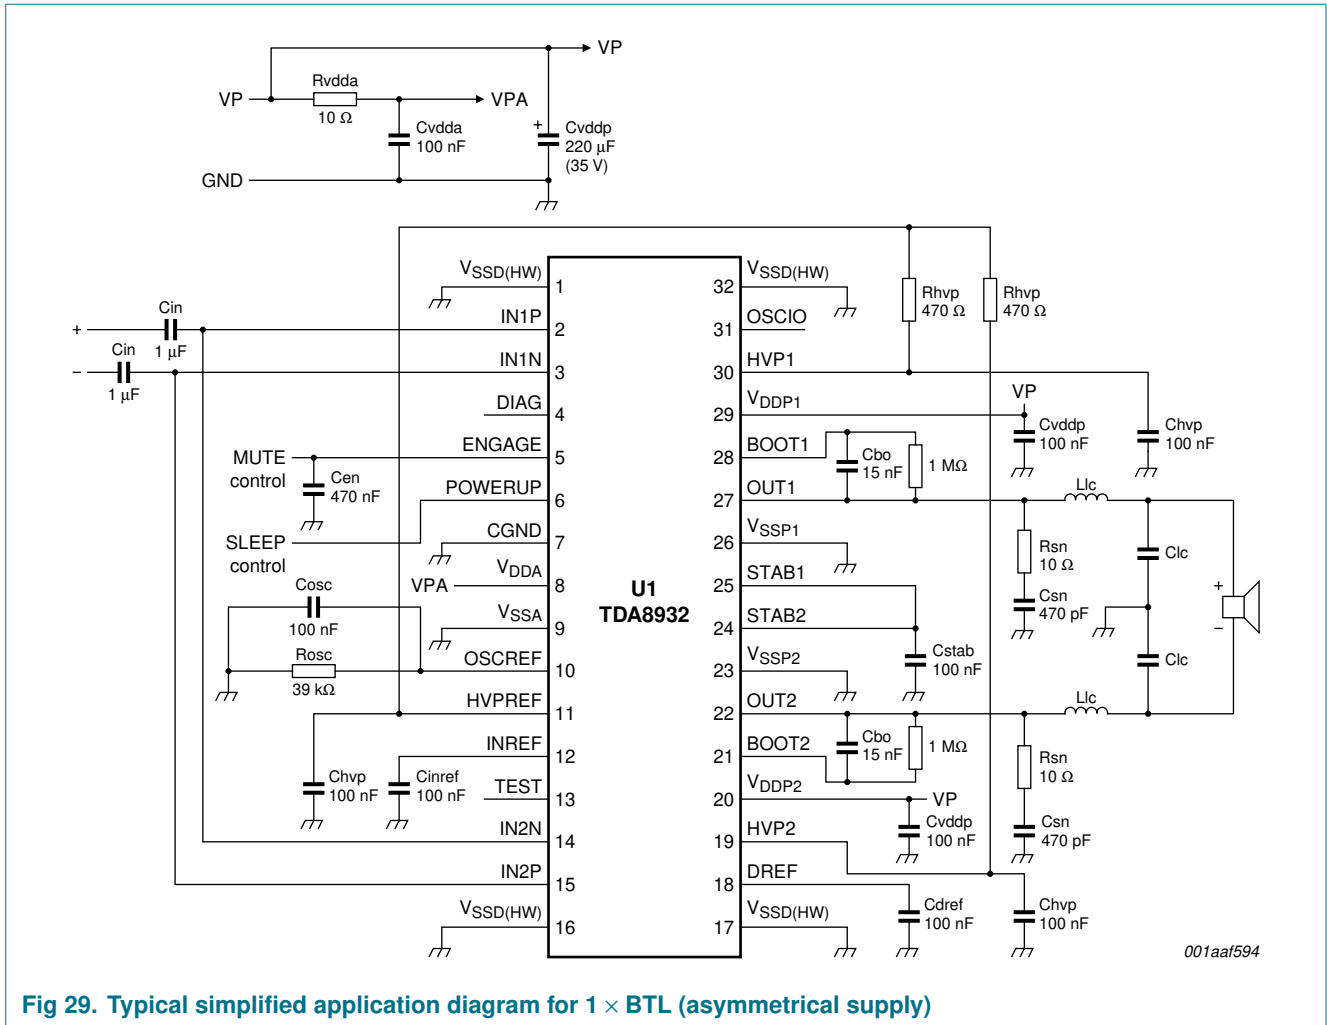 VP
Rvdda
VP
VPA
10 Ω
Cvdda
100 nF
+
Cvddp
220 μF
(35 V)
GND
VSSD(HW)
1
Cin
+
1 μF
IN1P
2
Cin
−
1 μF
IN1N
3
DIAG
4
MUTE
control
ENGAGE
5
Cen
470 nF
POWERUP
6
SLEEP
control
CGND
7
VPA
VDDA
8
Cosc
100 nF
VSSA
9
Rosc
39 kΩ
OSCREF
10
HVPREF
11
Chvp
100 nF
Cinref
100 nF
INREF
12
TEST
13
IN2N
14
IN2P
15
VSSD(HW)
16
U1
TDA8932
VSSD(HW)
32
Rhvp
470 Ω
Rhvp
470 Ω
OSCIO
31
HVP1
30
VDDP1
29
VP
Cvddp
100 nF
Chvp
100 nF
BOOT1
28
Cbo
15 nF
1 MΩ
OUT1
27
Llc
VSSP1
26
Rsn
10 Ω
Clc
STAB1
25
Csn
470 pF
+
−
STAB2
24
Cstab
100 nF
Clc
VSSP2
23
OUT2
22
Llc
BOOT2
21
Cbo
15 nF
1 MΩ
Rsn
10 Ω
VDDP2
20
VP
Cvddp
100 nF
Csn
470 pF
HVP2
19
DREF
18
Cdref
100 nF
Chvp
100 nF
VSSD(HW)
17
001aaf594
Fig 29. Typical simplified application diagram for 1 × BTL (asymmetrical supply)